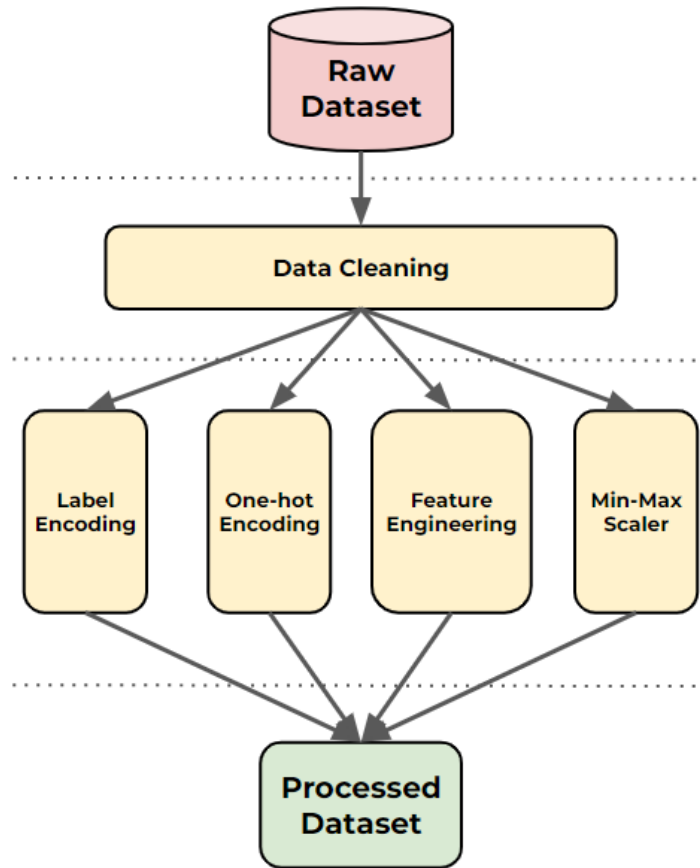 Raw
Dataset
Data Cleaning
Label
Encoding
One-hot
Encoding
Feature
Engineering
Min-Max
Scaler
Processed
Dataset